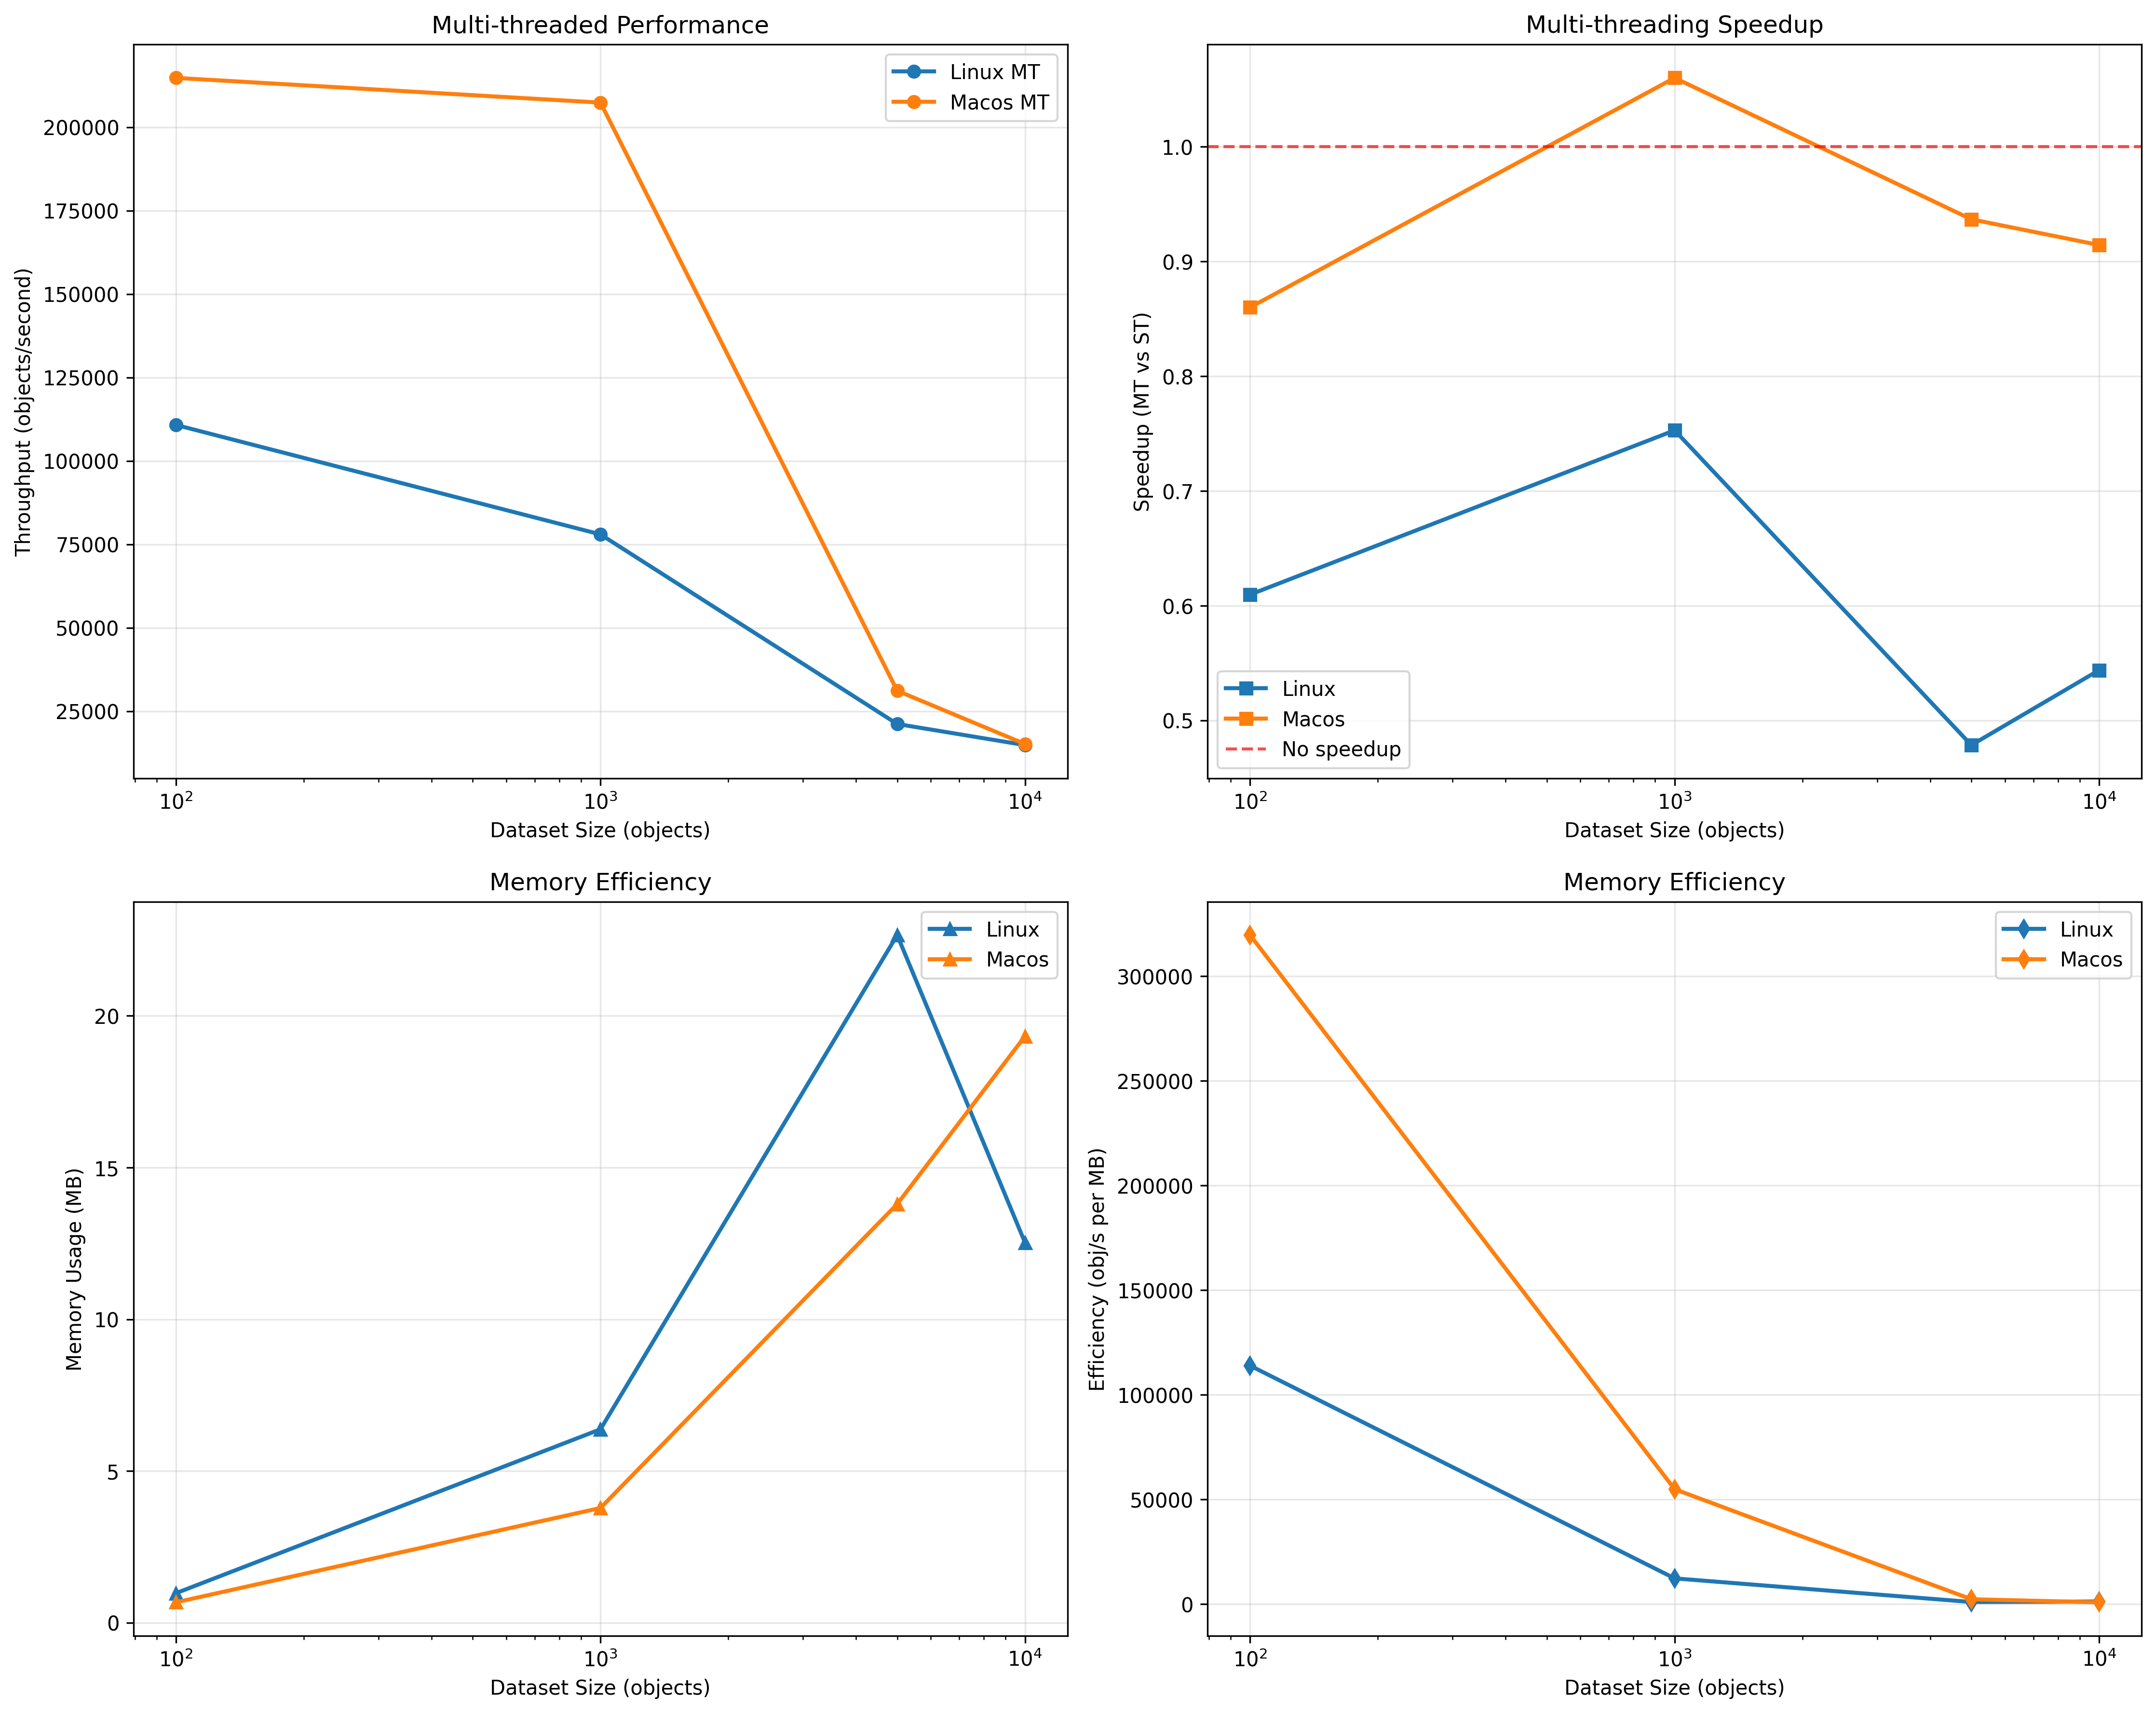 Multi-threaded Performance
Throughput (objects/second)
200000
175000
150000
125000
100000
75000
50000
25000
Linux MT
Macos MT
10²
10³
10⁴
Dataset Size (objects)
Multi-threading Speedup
Speedup (MT vs ST)
1.0
0.9
0.8
0.7
0.6
0.5
Linux
Macos
No speedup
10²
10³
10⁴
Dataset Size (objects)
Memory Efficiency
Memory Usage (MB)
20
15
10
5
0
Linux
Macos
10²
10³
10⁴
Dataset Size (objects)
Memory Efficiency
Efficiency (obj/s per MB)
300000
250000
200000
150000
100000
50000
0
Linux
Macos
10²
10³
10⁴
Dataset Size (objects)